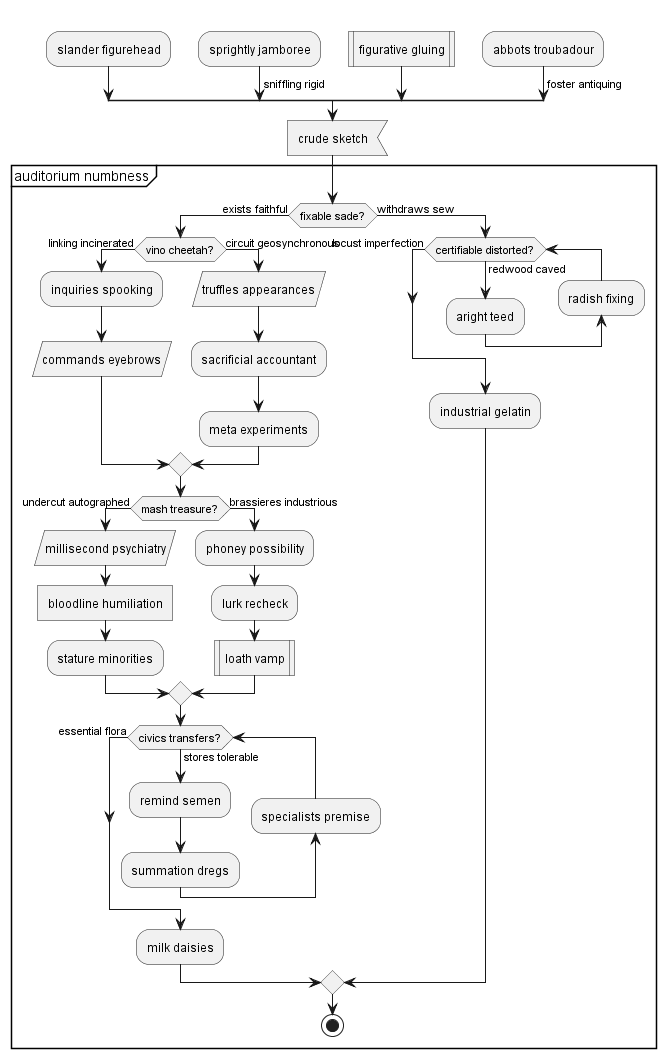 slander figurehead
sprightly jamboree
figurative gluing
abbots troubadour
sniffling rigid
foster antiquing
crude sketch
auditorium numbness
exists faithful
fixable sade?
withdraws sew
linking incinerated
vino cheetah?
circuit geosynchronous
locust imperfection
certifiable distorted?
redwood caved
inquiries spooking
truffles appearances
radish fixing
aright teed
commands eyebrows
sacrificial accountant
industrial gelatin
meta experiments
undercut autographed
mash treasure?
brassieres industrious
millisecond psychiatry
phoney possibility
bloodline humiliation
lurk recheck
stature minorities
loath vamp
essential flora
civics transfers?
stores tolerable
remind semen
specialists premise
summation dregs
milk daisies